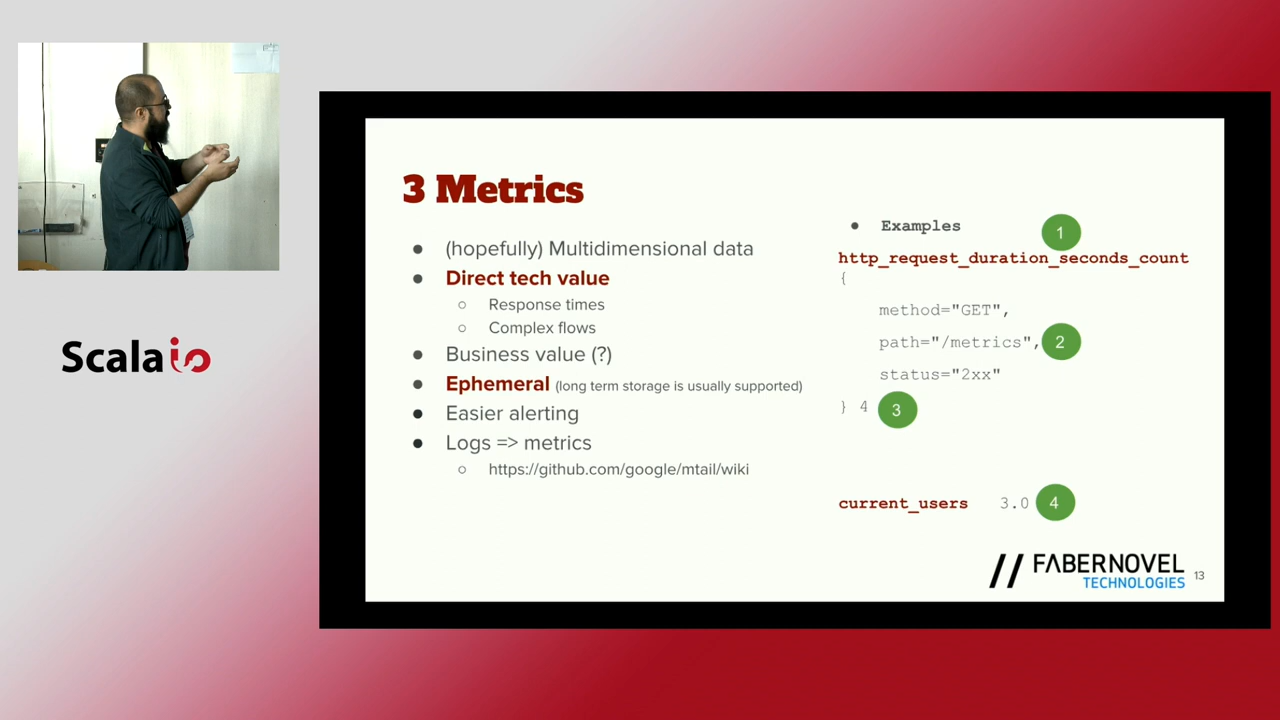 3 Metrics
● (hopefully) Multidimensional data
● Direct tech value
○ Response times
○ Complex flows
● Business value (?)
● Ephemeral (long term storage is usually supported)
● Easier alerting
● Logs => metrics
○ https://github.com/google/mtail/wiki
● Examples
1
http_request_duration_seconds_count
{
method="GET",
path="/metrics", 2
status="2xx"
} 4 3
current_users 3.0 4
// FABERNOVEL
TECHNOLOGIES
13
Scala io